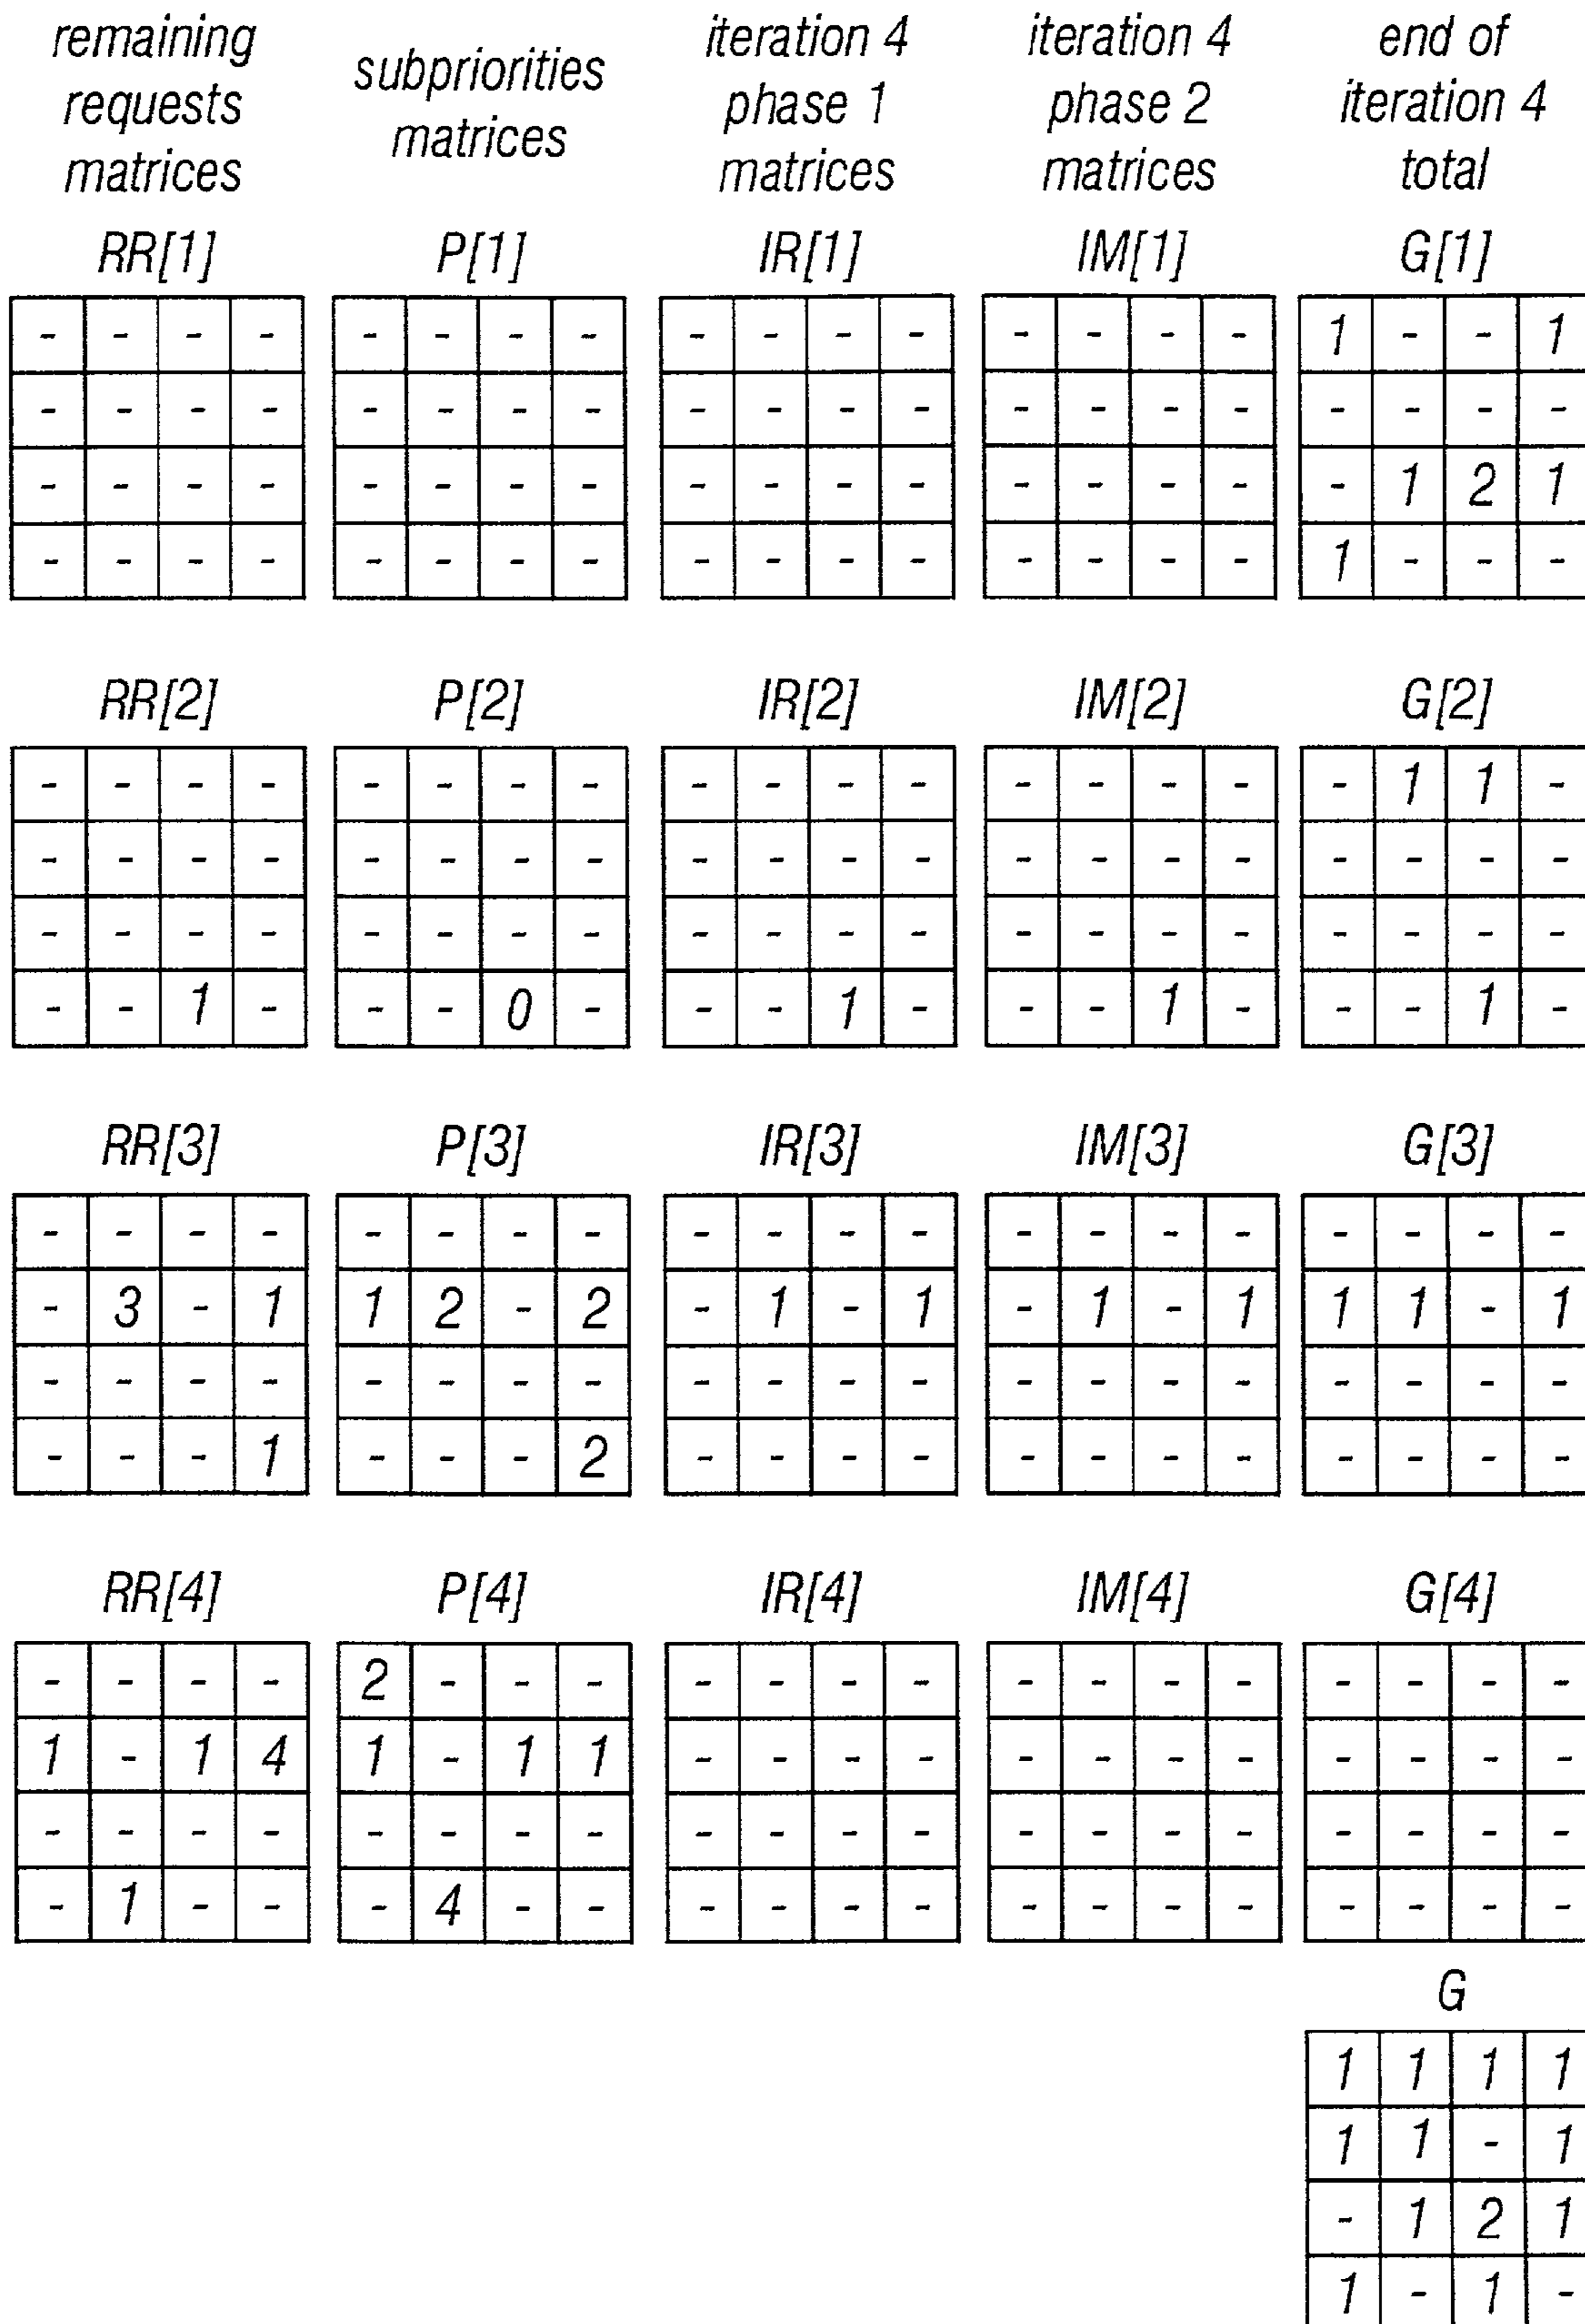 remaining requests matrices
subpriorities matrices
iteration 4 phase 1 matrices
iteration 4 phase 2 matrices
end of iteration 4 total
RR[1] P[1] IR[1] IM[1] G[1]
- - - - - - - - - - - - - - - - 1 - - 1
- - - - - - - - - - - - - - - - - - - -
- - - - - - - - - - - - - - - - - 1 2 1
- - - - - - - - - - - - - - - - 1 - - -
RR[2] P[2] IR[2] IM[2] G[2]
- - - - - - - - - - - - - - - - - 1 1 -
- - - - - - - - - - - - - - - - - - - -
- - - - - - - - - - - - - - - - - - - -
- - 1 - - - 0 - - - 1 - - - 1 - - - 1 -
RR[3] P[3] IR[3] IM[3] G[3]
- - - - - - - - - - - - - - - - - - - -
- 3 - 1 1 2 - 2 - 1 - 1 - 1 - 1 1 1 - 1
- - - - - - - - - - - - - - - - - - - -
- - - 1 - - - 2 - - - - - - - - - - - -
RR[4] P[4] IR[4] IM[4] G[4]
- - - - 2 - - - - - - - - - - - - - - -
1 - 1 4 1 - 1 1 - - - - - - - - - - - -
- - - - - - - - - - - - - - - - - - - -
- 1 - - - 4 - - - - - - - - - - - - - -
G
1 1 1 1
1 1 - 1
- 1 2 1
1 - 1 -